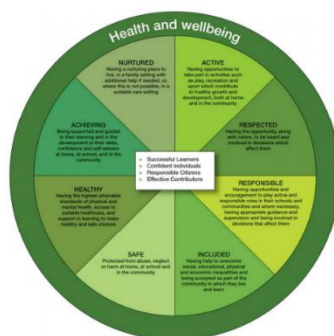 Health and wellbeing
NURTURED
Having a nurturing place to
live, in a family setting with
additional help if needed, or,
where this is not possible, in a
suitable care setting
ACTIVE
Having opportunities to
take part in activities such
as play, recreation and
sport which contribute
to healthy growth and
development, both at home
and in the community
ACHIEVING
Being supported and guided
in their learning and in the
development of their skills,
confidence and self-esteem
at home, at school, and in
the community
RESPECTED
Having the opportunity, along
with carers, to be heard and
involved in decisions which
affect them
> Successful Learners
> Confident Individuals
> Responsible Citizens
> Effective Contributors
HEALTHY
Having the highest attainable
standards of physical and
mental health, access to
suitable healthcare, and
support in learning to make
healthy and safe choices
RESPONSIBLE
Having opportunities and
encouragement to play active and
responsible roles in their schools and
communities and where necessary,
having appropriate guidance and
supervision and being involved in
decisions that affect them
SAFE
Protected from abuse, neglect
or harm at home, at school and
in the community
INCLUDED
Having help to overcome
social, educational, physical
and economic inequalities and
being accepted as part of the
community in which they live
and learn